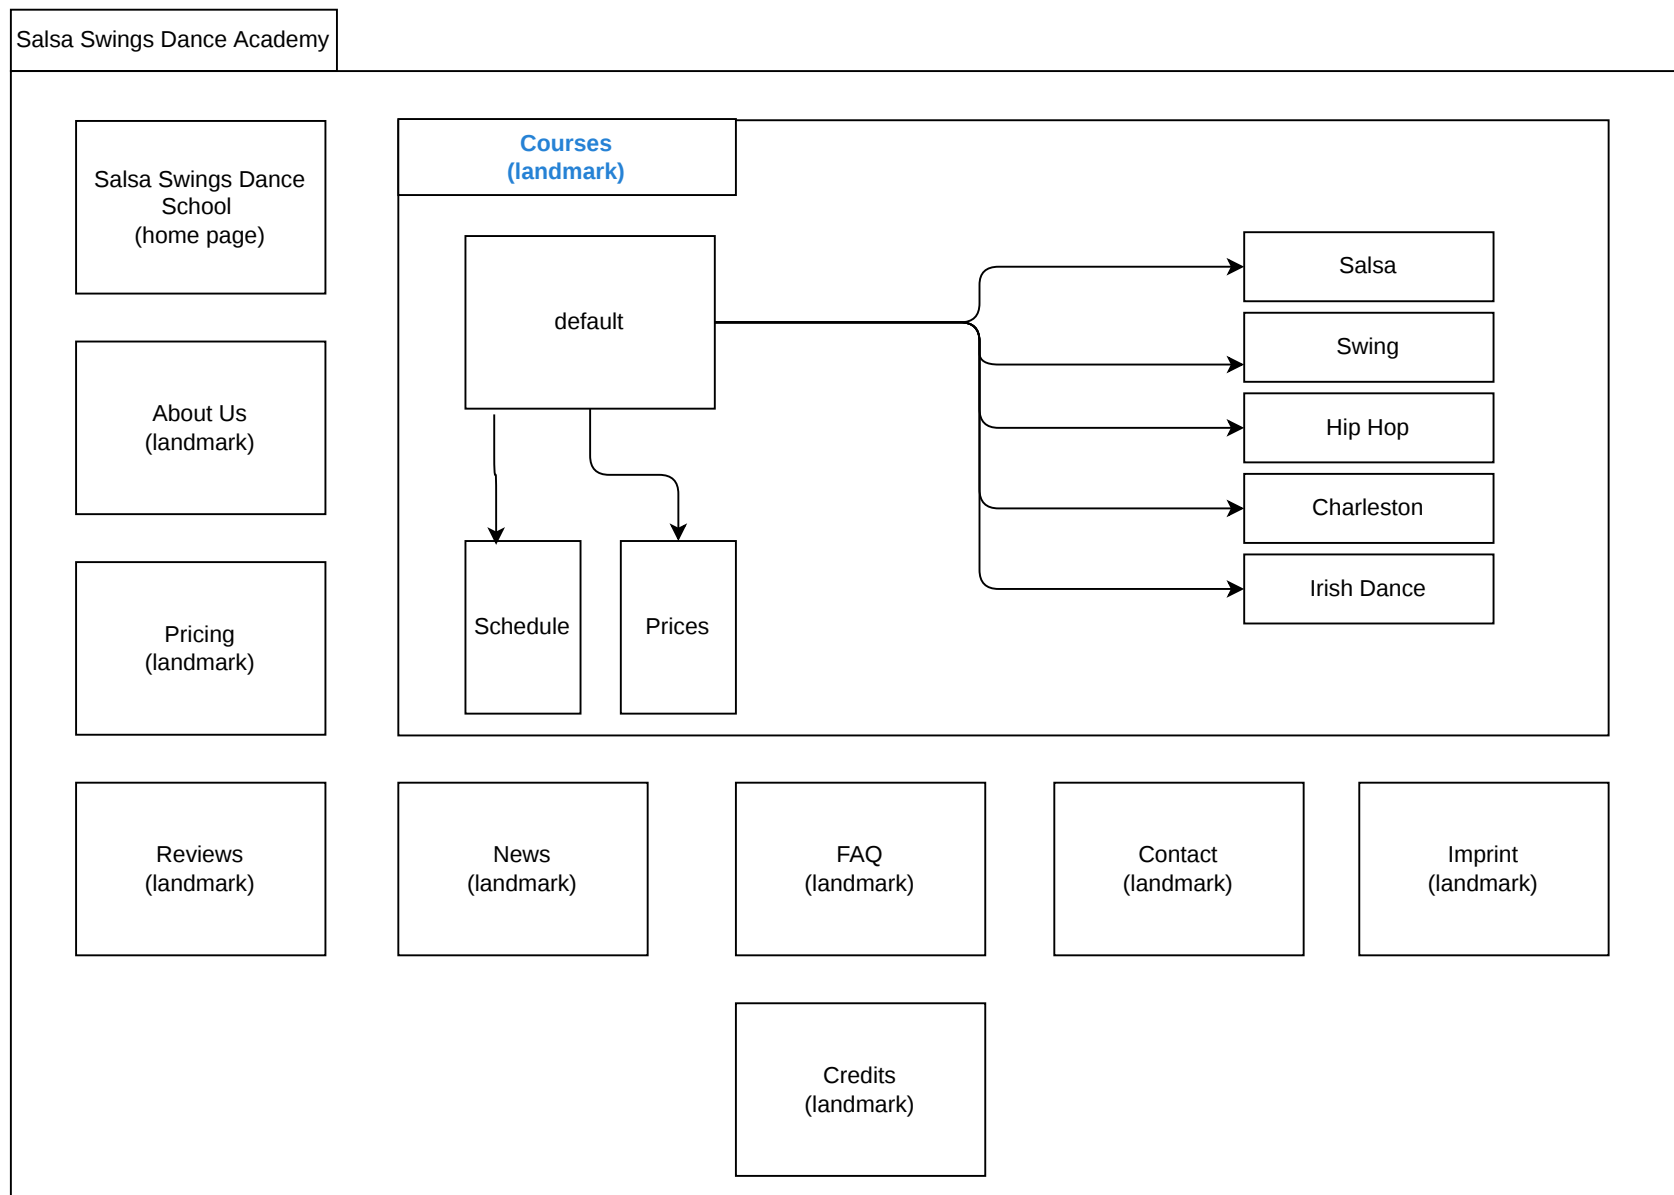 Salsa Swings Dance Academy
Salsa Swings Dance
School
(home page)
Courses
(landmark)
default
Salsa
Swing
Hip Hop
Charleston
Irish Dance
Schedule
Prices
About Us
(landmark)
Pricing
(landmark)
Reviews
(landmark)
News
(landmark)
FAQ
(landmark)
Contact
(landmark)
Imprint
(landmark)
Credits
(landmark)